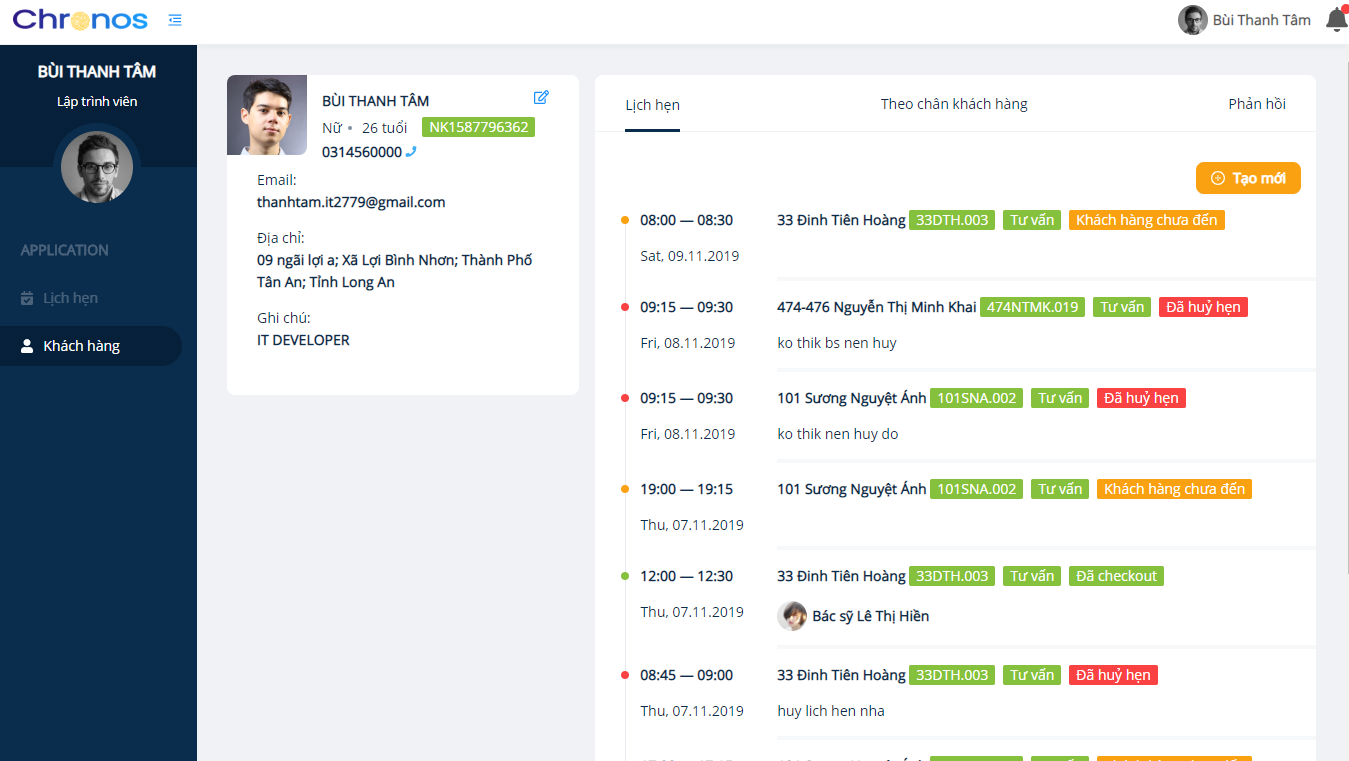 Chronos
Bùi Thanh Tâm
BÙI THANH TÂM
Lập trình viên
APPLICATION
Lịch hẹn
Khách hàng
BÙI THANH TÂM
Nữ • 26 tuổi NK1587796362
0314560000
Email:
thanhtam.it2779@gmail.com
Địa chỉ:
09 ngãi lợi a; Xã Lợi Bình Nhơn; Thành Phố
Tân An; Tỉnh Long An
Ghi chú:
IT DEVELOPER
Lịch hẹn Theo chân khách hàng Phản hồi
Tạo mới
08:00 — 08:30 33 Đinh Tiên Hoàng 33DTH.003 Tư vấn Khách hàng chưa đến
Sat, 09.11.2019
09:15 — 09:30 474-476 Nguyễn Thị Minh Khai 474NTMK.019 Tư vấn Đã huỷ hẹn
Fri, 08.11.2019 ko thik bs nen huy
09:15 — 09:30 101 Sương Nguyệt Ánh 101SNA.002 Tư vấn Đã huỷ hẹn
Fri, 08.11.2019 ko thik nen huy do
19:00 — 19:15 101 Sương Nguyệt Ánh 101SNA.002 Tư vấn Khách hàng chưa đến
Thu, 07.11.2019
12:00 — 12:30 33 Đinh Tiên Hoàng 33DTH.003 Tư vấn Đã checkout
Thu, 07.11.2019 Bác sỹ Lê Thị Hiền
08:45 — 09:00 33 Đinh Tiên Hoàng 33DTH.003 Tư vấn Đã huỷ hẹn
Thu, 07.11.2019 huy lich hen nha